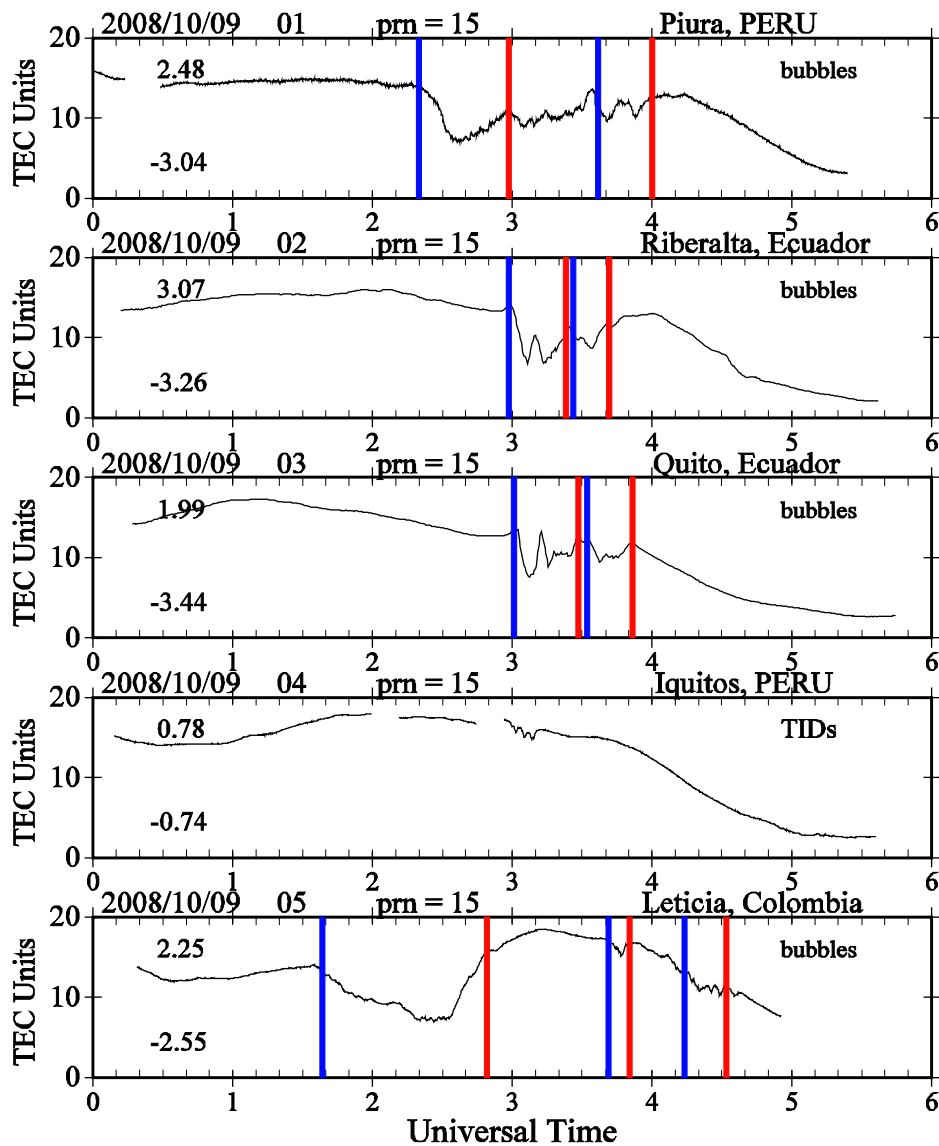 2008/10/09 01 prn = 15 Piura, PERU
20
2.48 bubbles
TEC Units
10
-3.04
0
0 1 2 3 4 5 6
2008/10/09 02 prn = 15 Riberalta, Ecuador
20
3.07 bubbles
TEC Units
10
-3.26
0
0 1 2 3 4 5 6
2008/10/09 03 prn = 15 Quito, Ecuador
20
1.99 bubbles
TEC Units
10
-3.44
0
0 1 2 3 4 5 6
2008/10/09 04 prn = 15 Iquitos, PERU
20
0.78 TIDs
TEC Units
10
-0.74
0
0 1 2 3 4 5 6
2008/10/09 05 prn = 15 Leticia, Colombia
20
2.25 bubbles
TEC Units
10
-2.55
0
0 1 2 3 4 5 6
Universal Time